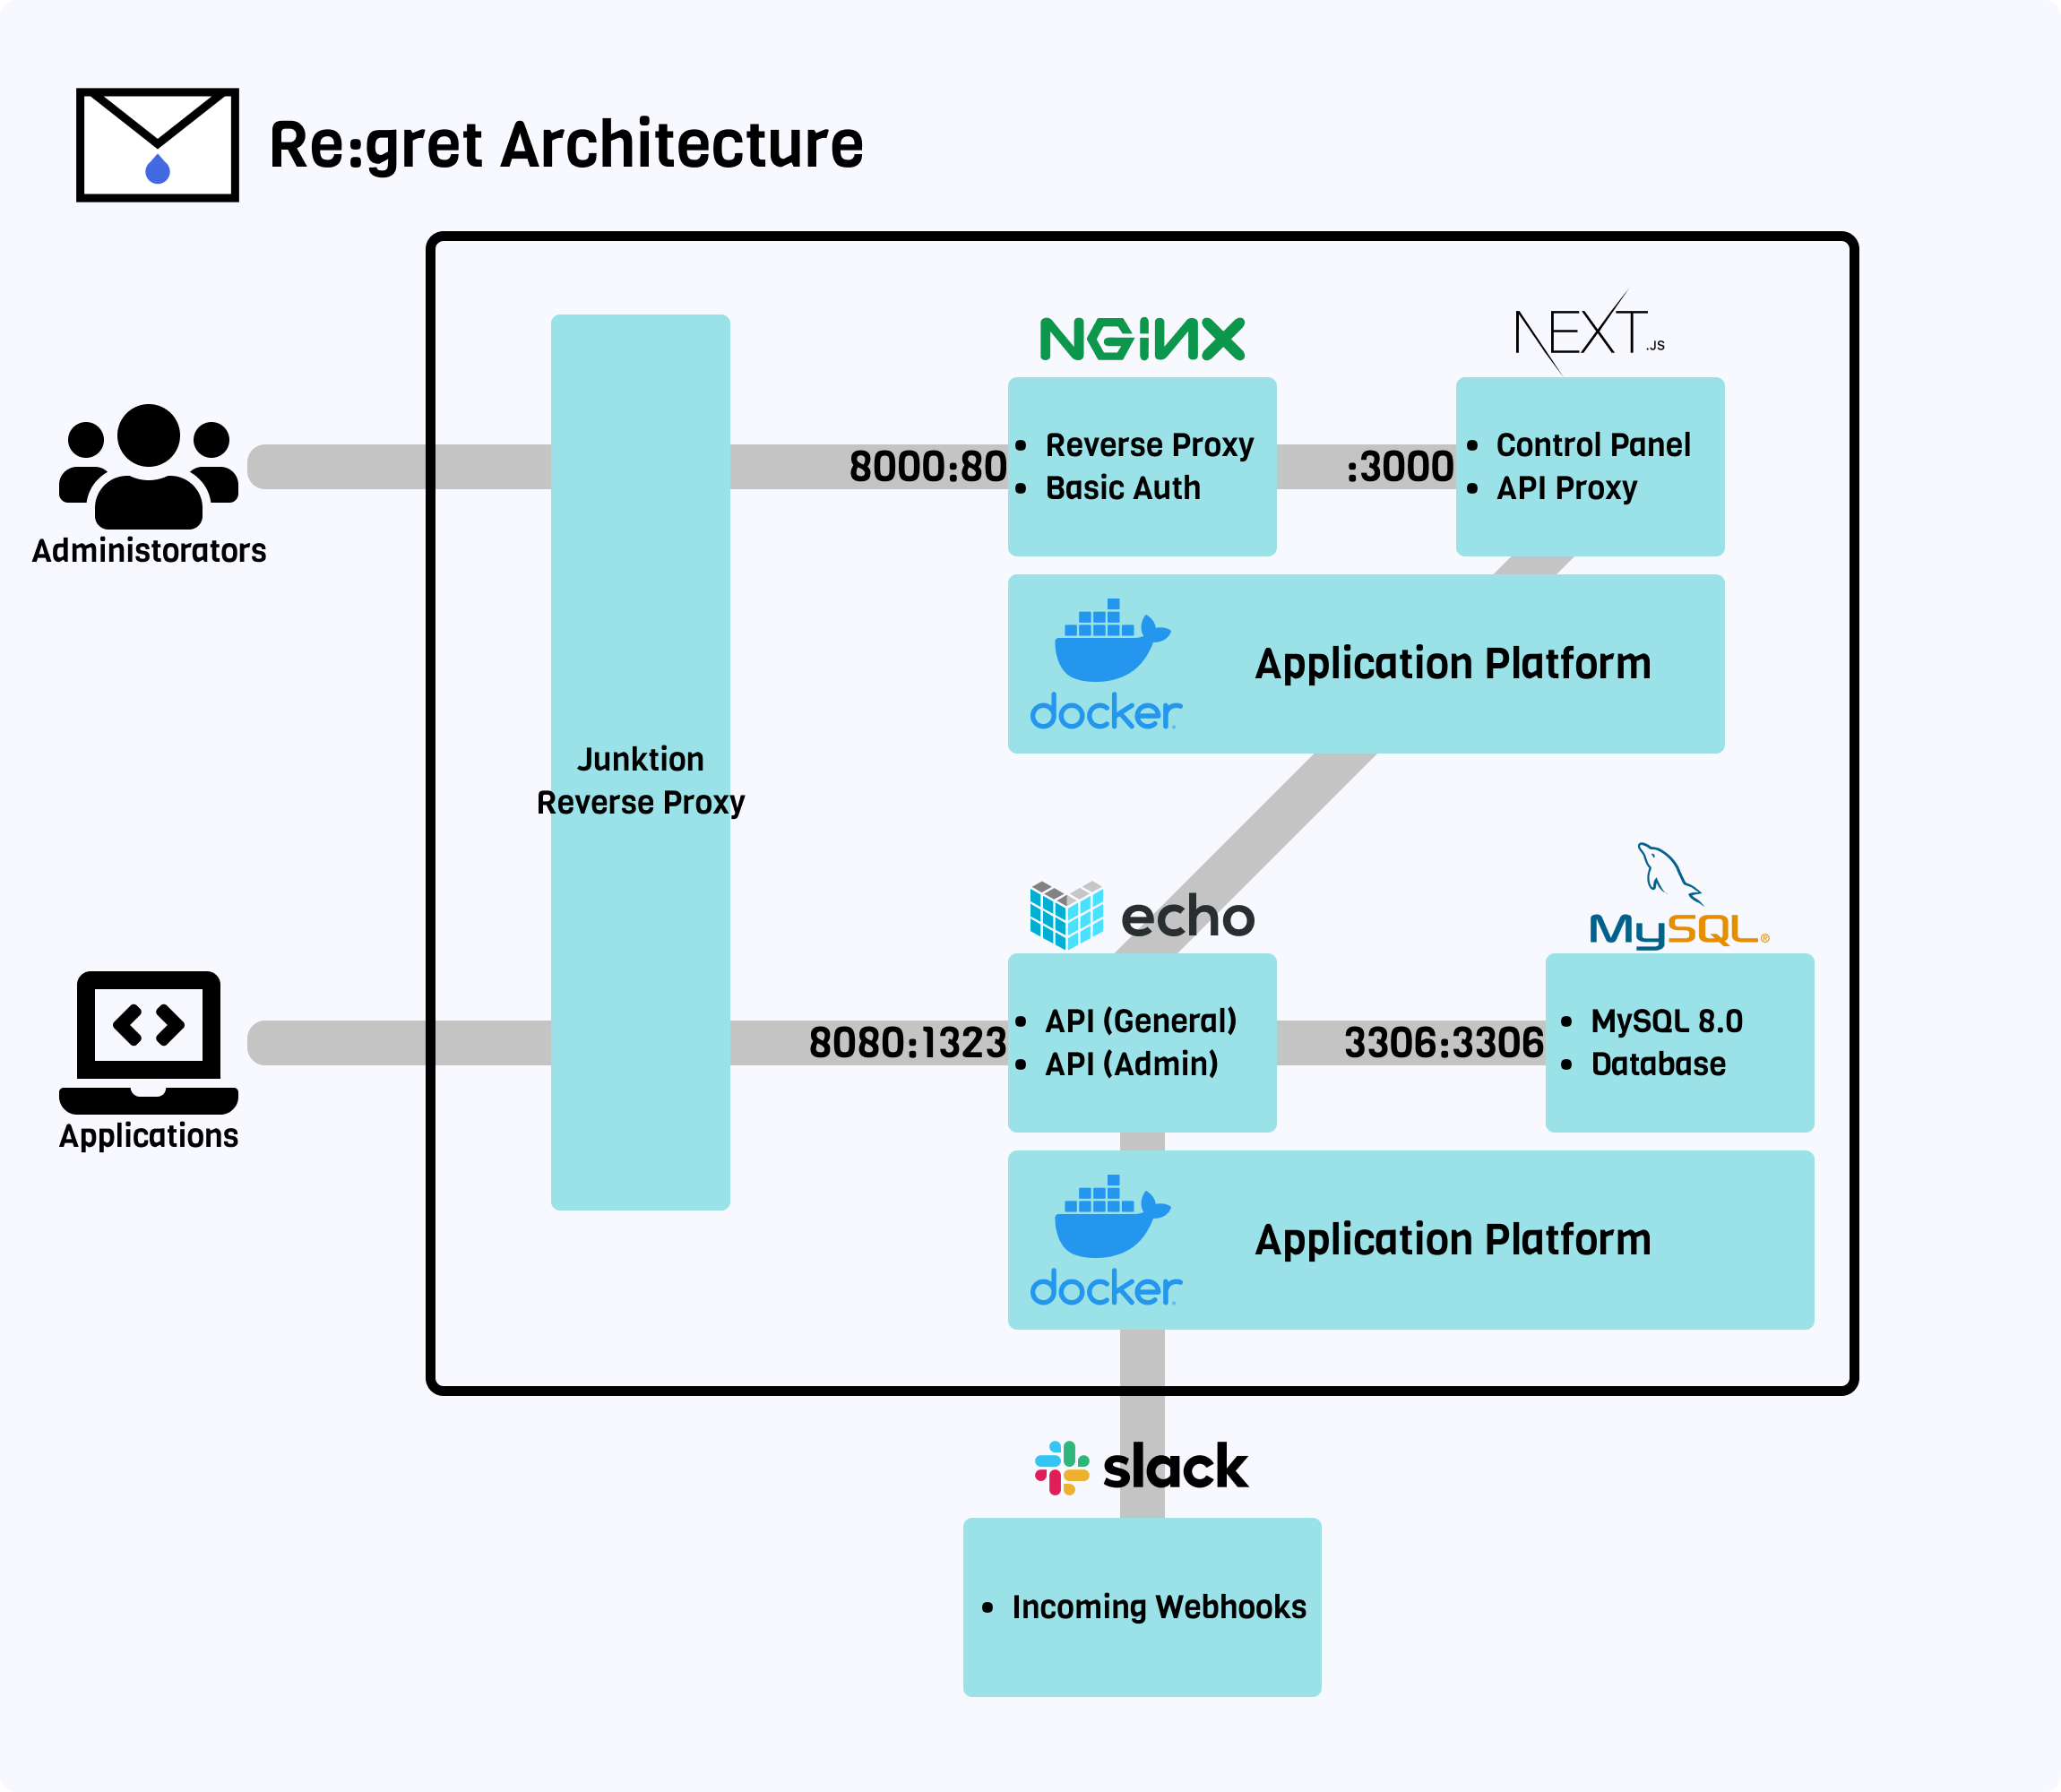 Re:gret Architecture
NGINX
NEXT.JS
8000:80
• Reverse Proxy
• Basic Auth
:3000
• Control Panel
• API Proxy
Administorators
docker
Application Platform
Junktion
Reverse Proxy
echo
MySQL®
Applications
8080:1323
• API (General)
• API (Admin)
3306:3306
• MySQL 8.0
• Database
docker
Application Platform
slack
• Incoming Webhooks